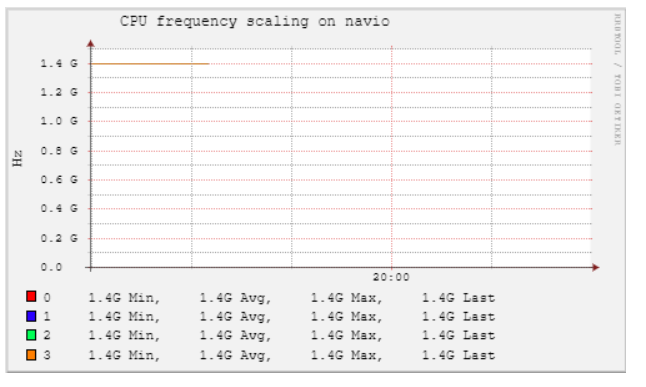 CPU frequency scaling on navio
RRDTOOL / TOBI OETIKER
Hz
1.4 G
1.2 G
1.0 G
0.8 G
0.6 G
0.4 G
0.2 G
0.0
20:00
0 1.4G Min, 1.4G Avg, 1.4G Max, 1.4G Last
1 1.4G Min, 1.4G Avg, 1.4G Max, 1.4G Last
2 1.4G Min, 1.4G Avg, 1.4G Max, 1.4G Last
3 1.4G Min, 1.4G Avg, 1.4G Max, 1.4G Last